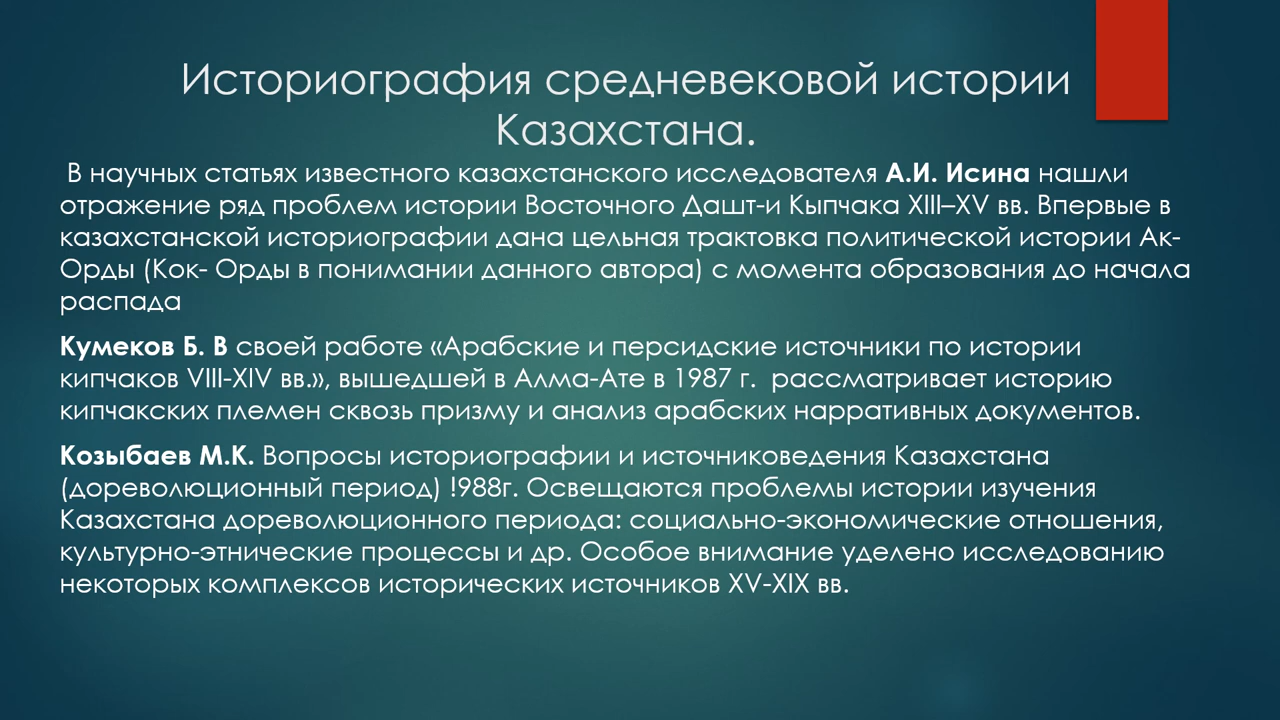 Историография средневековой истории
Казахстана.
В научных статьях известного казахстанского исследователя А.И. Исина нашли
отражение ряд проблем истории Восточного Дашт-и Кыпчака XIII–XV вв. Впервые в
казахстанской историографии дана цельная трактовка политической истории Ак-
Орды (Кок- Орды в понимании данного автора) с момента образования до начала
распада
Кумеков Б. В своей работе «Арабские и персидские источники по истории
кипчаков VIII-XIV вв.», вышедшей в Алма-Ате в 1987 г. рассматривает историю
кипчакских племен сквозь призму и анализ арабских нарративных документов.
Козыбаев М.К. Вопросы историографии и источниковедения Казахстана
(дореволюционный период) !988г. Освещаются проблемы истории изучения
Казахстана дореволюционного периода: социально-экономические отношения,
культурно-этнические процессы и др. Особое внимание уделено исследованию
некоторых комплексов исторических источников XV-XIX вв.